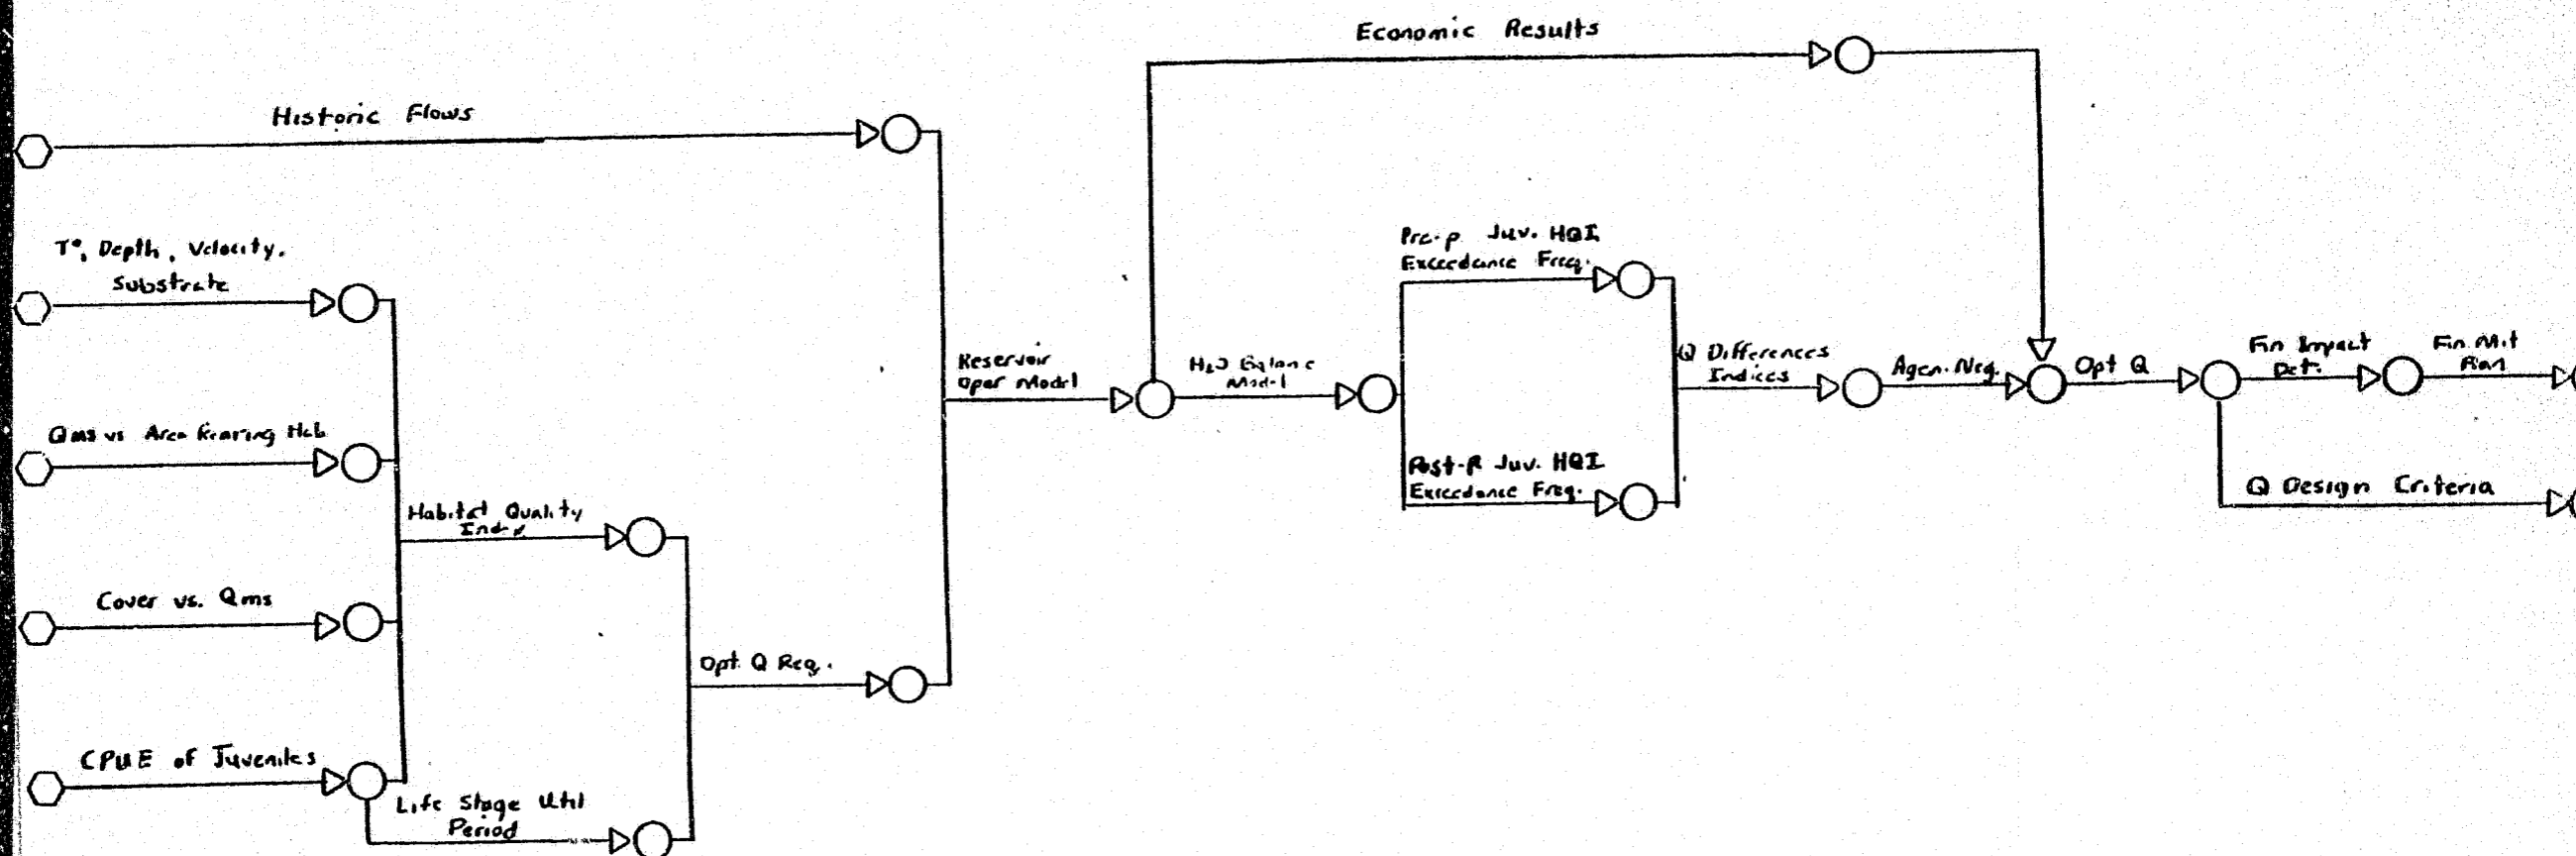 Economic Results
Historic Flows
T°, Depth, Velocity,
Substrate
Pre-p Juv. HQI
Exceedance Freq.
Reservoir
Oper Model
H2O Balance
Model
Q Differences
Indices
Agen. Neg.
Opt Q
Fin Impact
Det.
Fin. Mit
Plan
Qms vs Area Rearing Hab
Post-P Juv. HQI
Exceedance Freq.
Q Design Criteria
Habitat Quality
Index
Cover vs. Qms
Opt. Q Req.
CPUE of Juveniles
Life Stage Util
Period